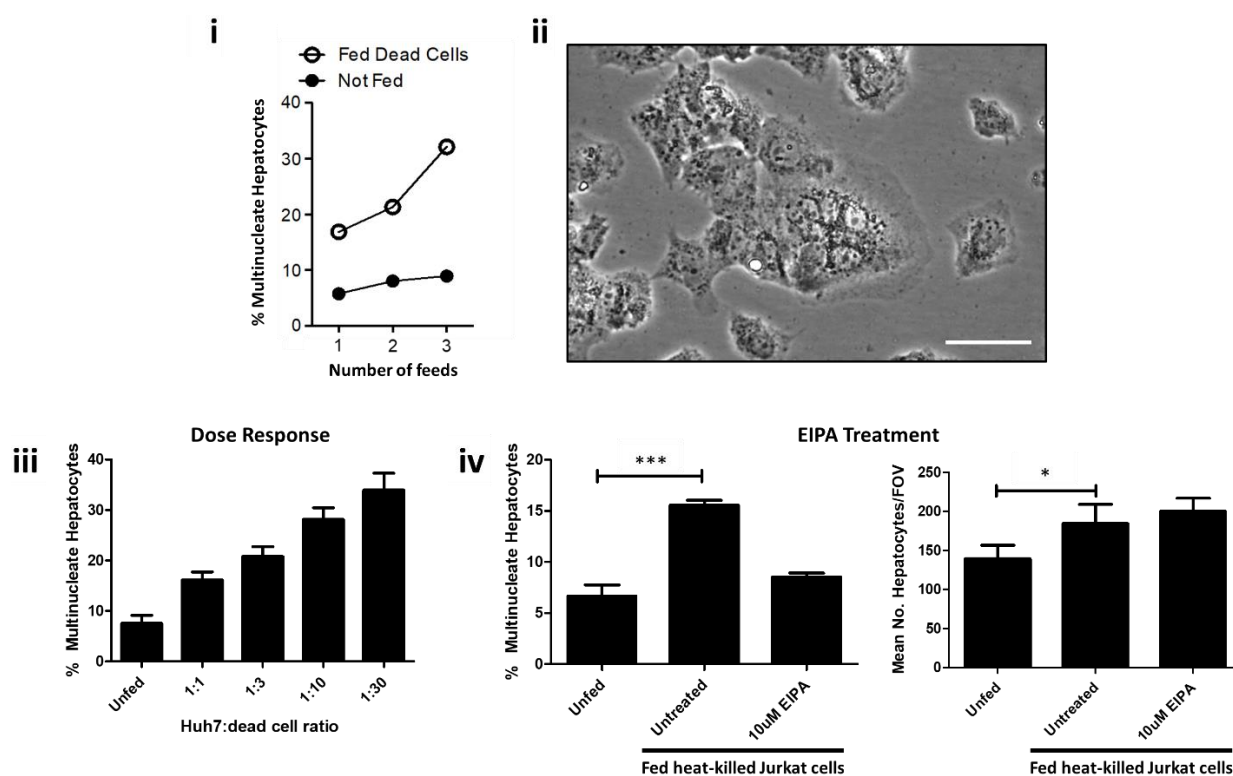 i
Fed Dead Cells
Not Fed
% Multinucleate Hepatocytes
40
30
20
10
0
1 2 3
Number of feeds
ii
iii
Dose Response
% Multinucleate Hepatocytes
40
30
20
10
0
Unfed 1:1 1:3 1:10 1:30
Huh7:dead cell ratio
iv
EIPA Treatment
% Multinucleate Hepatocytes
20
15
10
5
0
***
Unfed Untreated 10uM EIPA
Fed heat-killed Jurkat cells
Mean No. Hepatocytes/FOV
250
200
150
100
50
0
*
Unfed Untreated 10uM EIPA
Fed heat-killed Jurkat cells